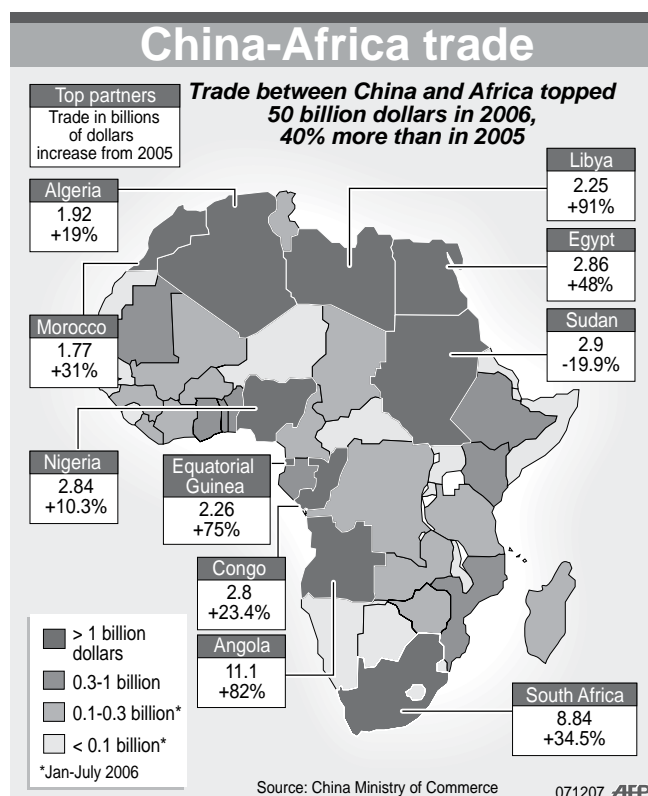 China-Africa trade
Top partners
Trade in billions
of dollars
increase from 2005
Trade between China and Africa topped
50 billion dollars in 2006,
40% more than in 2005
Libya
2.25
+91%
Algeria
1.92
+19%
Egypt
2.86
+48%
Morocco
1.77
+31%
Sudan
2.9
-19.9%
Nigeria
2.84
+10.3%
Equatorial
Guinea
2.26
+75%
Congo
2.8
+23.4%
Angola
11.1
+82%
South Africa
8.84
+34.5%
> 1 billion
dollars
0.3-1 billion
0.1-0.3 billion*
< 0.1 billion*
*Jan-July 2006
Source: China Ministry of Commerce
071207 AFP